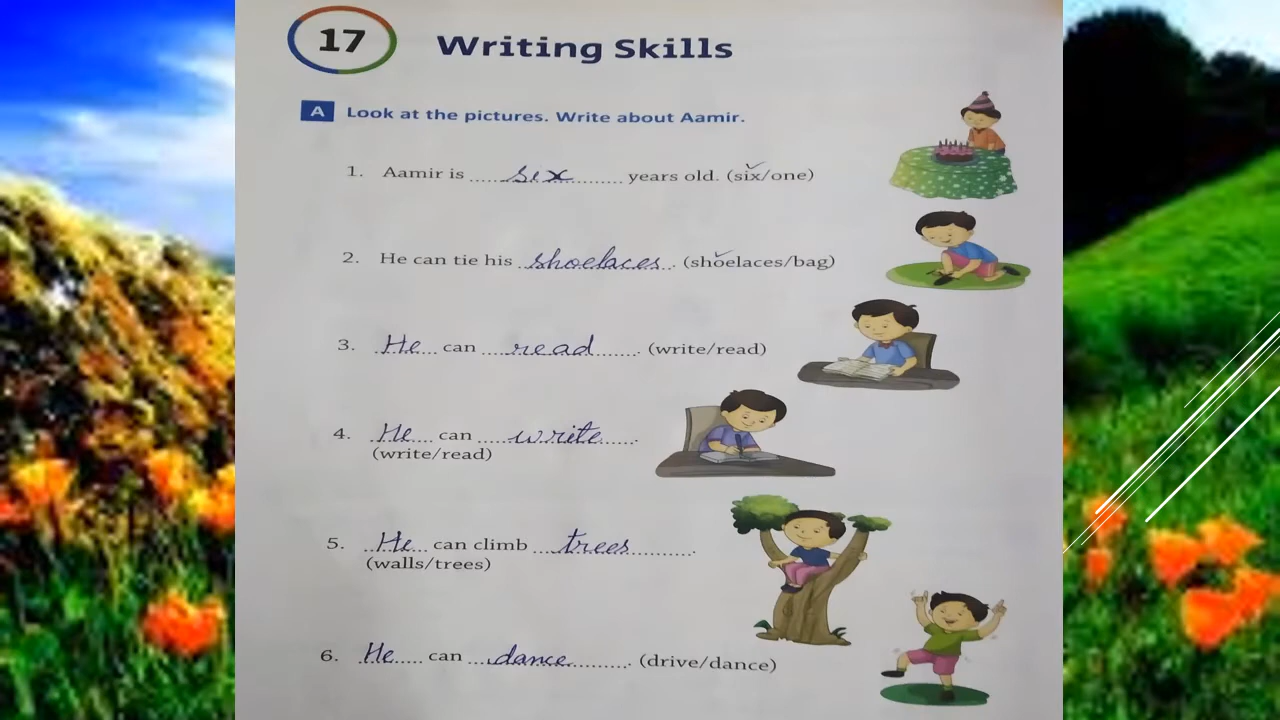 17 Writing Skills
A Look at the pictures. Write about Aamir.
1. Aamir is ......six........... years old. (six/one)
2. He can tie his ..shoelaces... (shoelaces/bag)
3. ..He... can .....read........ (write/read)
4. ..He.... can ......write.......
(write/read)
5. ..He... can climb .....trees............
(walls/trees)
6. ..He..... can ....dance.......... (drive/dance)